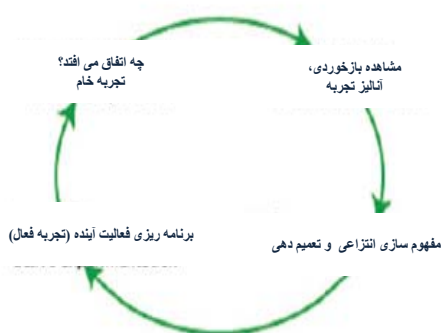 چه اتفاق می افتد؟
تجربه خام
مشاهده بازخوردی،
آنالیز تجربه
مفهوم سازی انتزاعی و تعمیم دهی
برنامه ریزی فعالیت آینده (تجربه فعال)